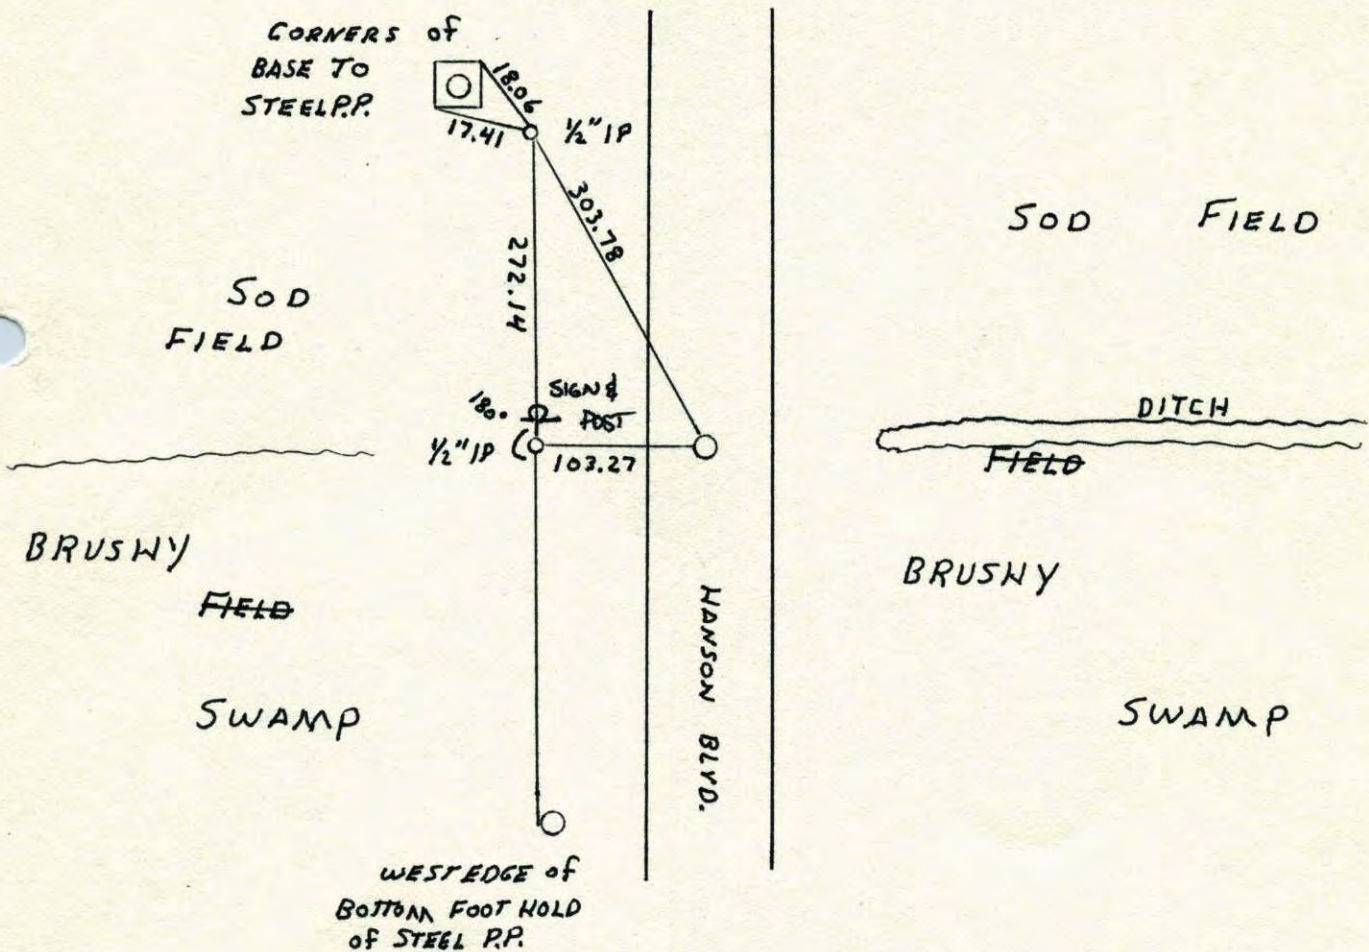 CORNERS of
BASE TO
STEEL P.P.
18.06
17.41
1/2" IP
303.78
272.14
SOD FIELD
SOD
FIELD
SIGN &
POST
180.
1/2" IP
103.27
DITCH
FIELD
BRUSHY
FIELD
SWAMP
HANSON BLVD.
BRUSHY
SWAMP
WEST EDGE of
BOTTOM FOOT HOLD
of STEEL P.P.